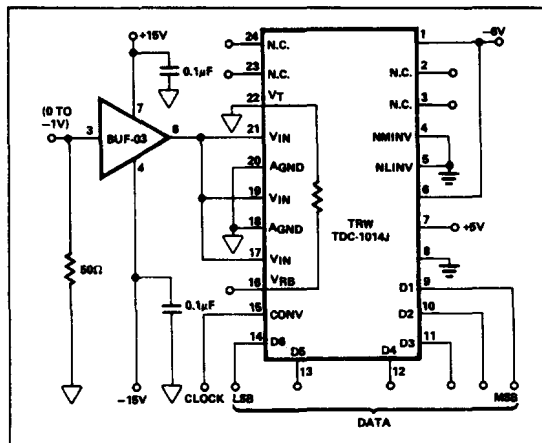 +15V
0.1µF
7
(0 TO
−1V)
3
BUF-03
6
4
50Ω
0.1µF
−15V
24
N.C.
23
N.C.
22
VT
21
VIN
20
AGND
19
VIN
18
AGND
17
VIN
16
VRB
15
CONV
14
D6
TRW
TDC-1014J
1
−6V
2
N.C.
3
N.C.
4
NMINV
5
NLINV
6
7
+5V
8
9
D1
10
D2
11
D3
D5
D4
13
12
CLOCK
LSB
MSB
DATA